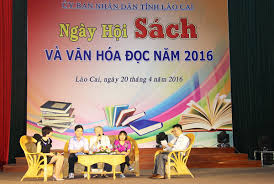 ỦY BAN NHÂN DÂN TỈNH LÀO CAI
Ngày Hội Sách
VÀ VĂN HÓA ĐỌC NĂM 2016
Lào Cai, ngày 20 tháng 4 năm 2016